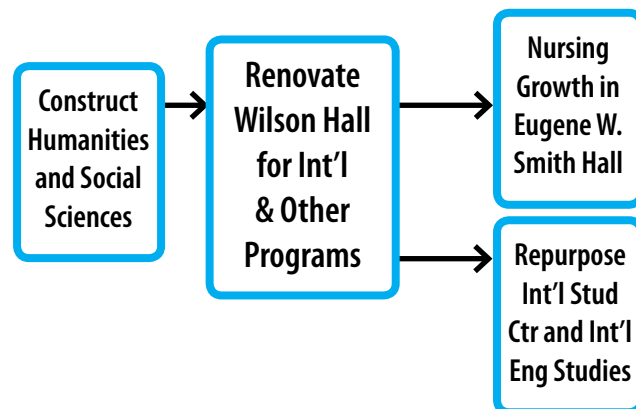 Construct
Humanities
and Social
Sciences
Renovate
Wilson Hall
for Int’l
& Other
Programs
Nursing
Growth in
Eugene W.
Smith Hall
Repurpose
Int’l Stud
Ctr and Int’l
Eng Studies